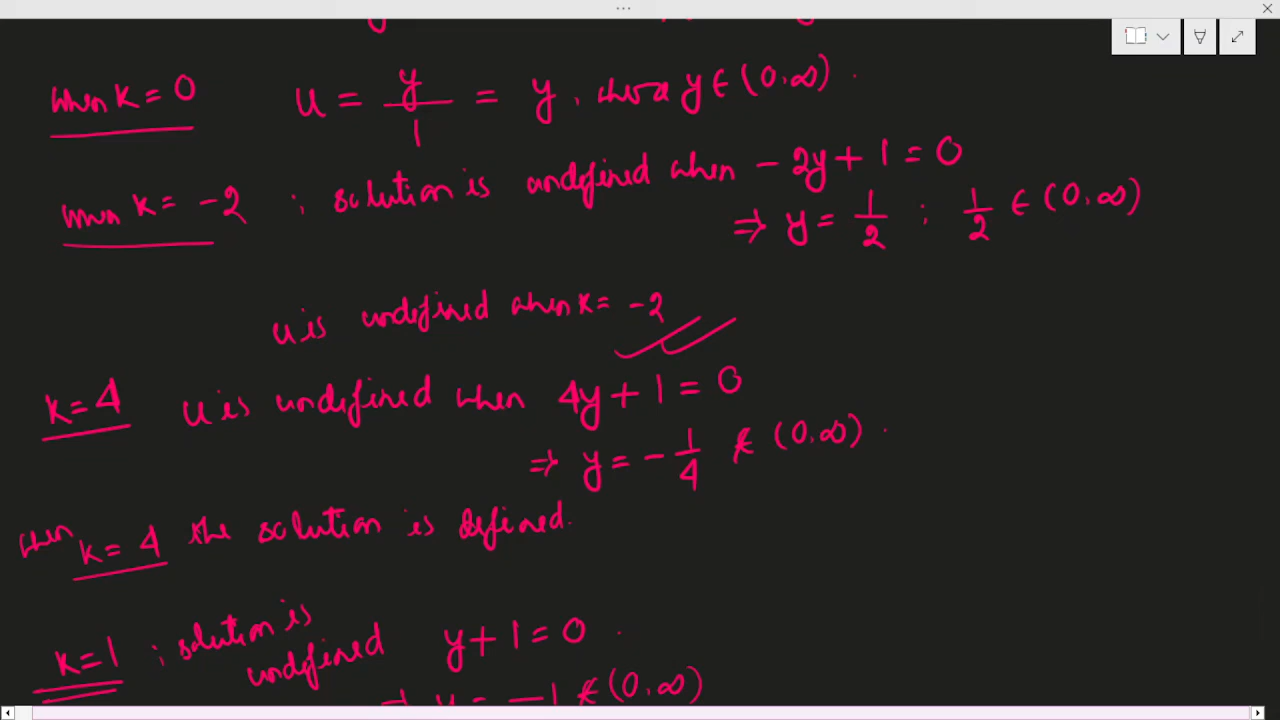 when k = 0 u = y/1 = y, where y ∈ (0,∞).
when k = -2 ; solution is undefined when -2y + 1 = 0
⇒ y = 1/2 ; 1/2 ∈ (0,∞)
u is undefined when k = -2
k = 4 u is undefined when 4y + 1 = 0
⇒ y = - 1/4 ∉ (0,∞).
when k = 4 the solution is defined.
k = 1 ; solution is undefined y + 1 = 0.
⇒ y = -1 ∉ (0,∞)